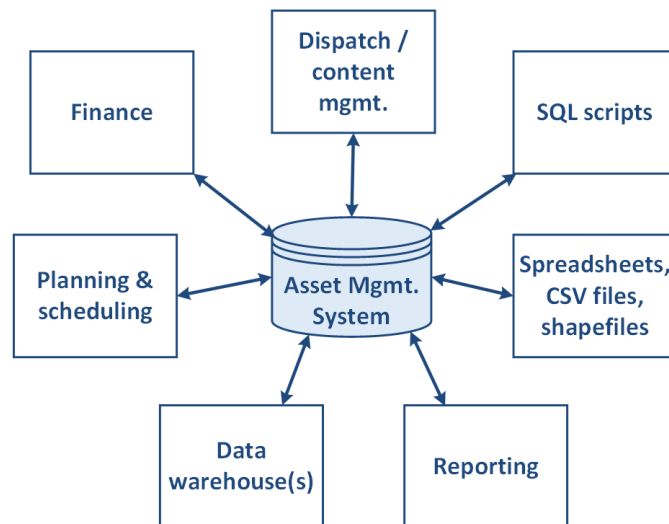 Dispatch /
content
mgmt.
Finance
SQL scripts
Planning &
scheduling
Asset Mgmt.
System
Spreadsheets,
CSV files,
shapefiles
Data
warehouse(s)
Reporting